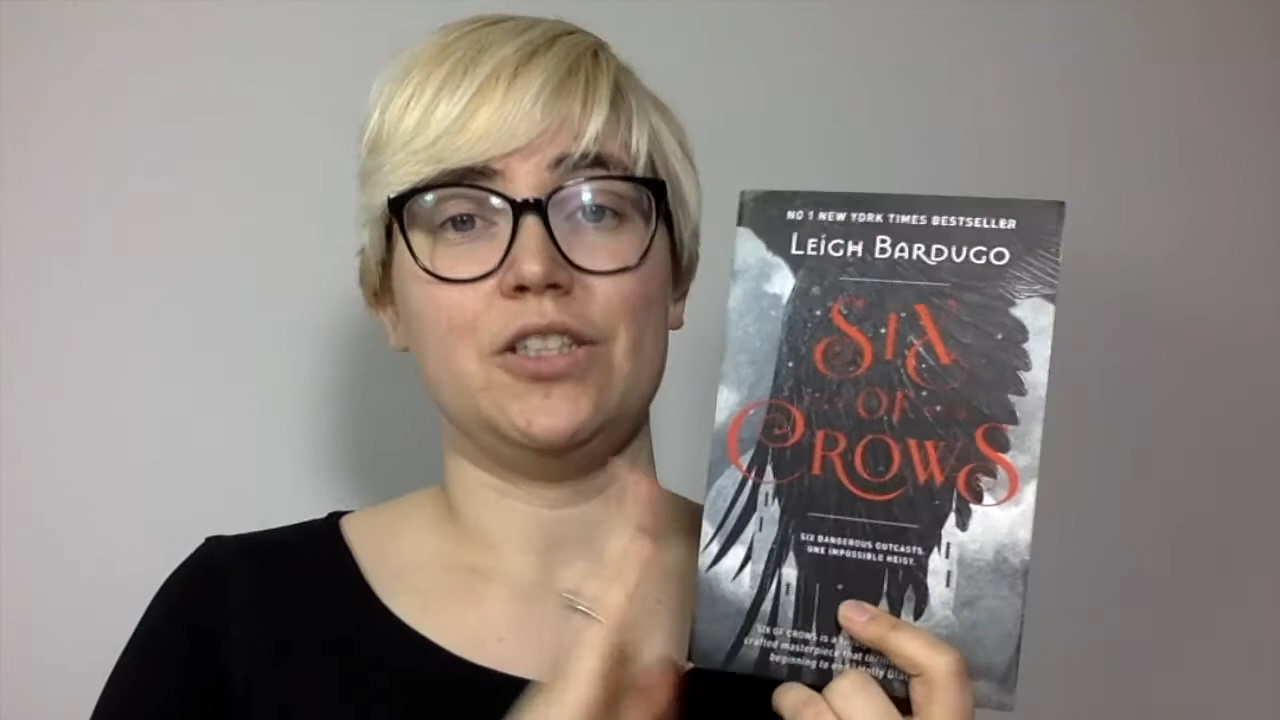 NO 1 NEW YORK TIMES BESTSELLER
LEIGH BARDUGO
SIX
OF
CROWS
SIX DANGEROUS OUTCASTS.
ONE IMPOSSIBLE HEIST.
SIX OF CROWS IS A
crafted masterpiece that
beginning to